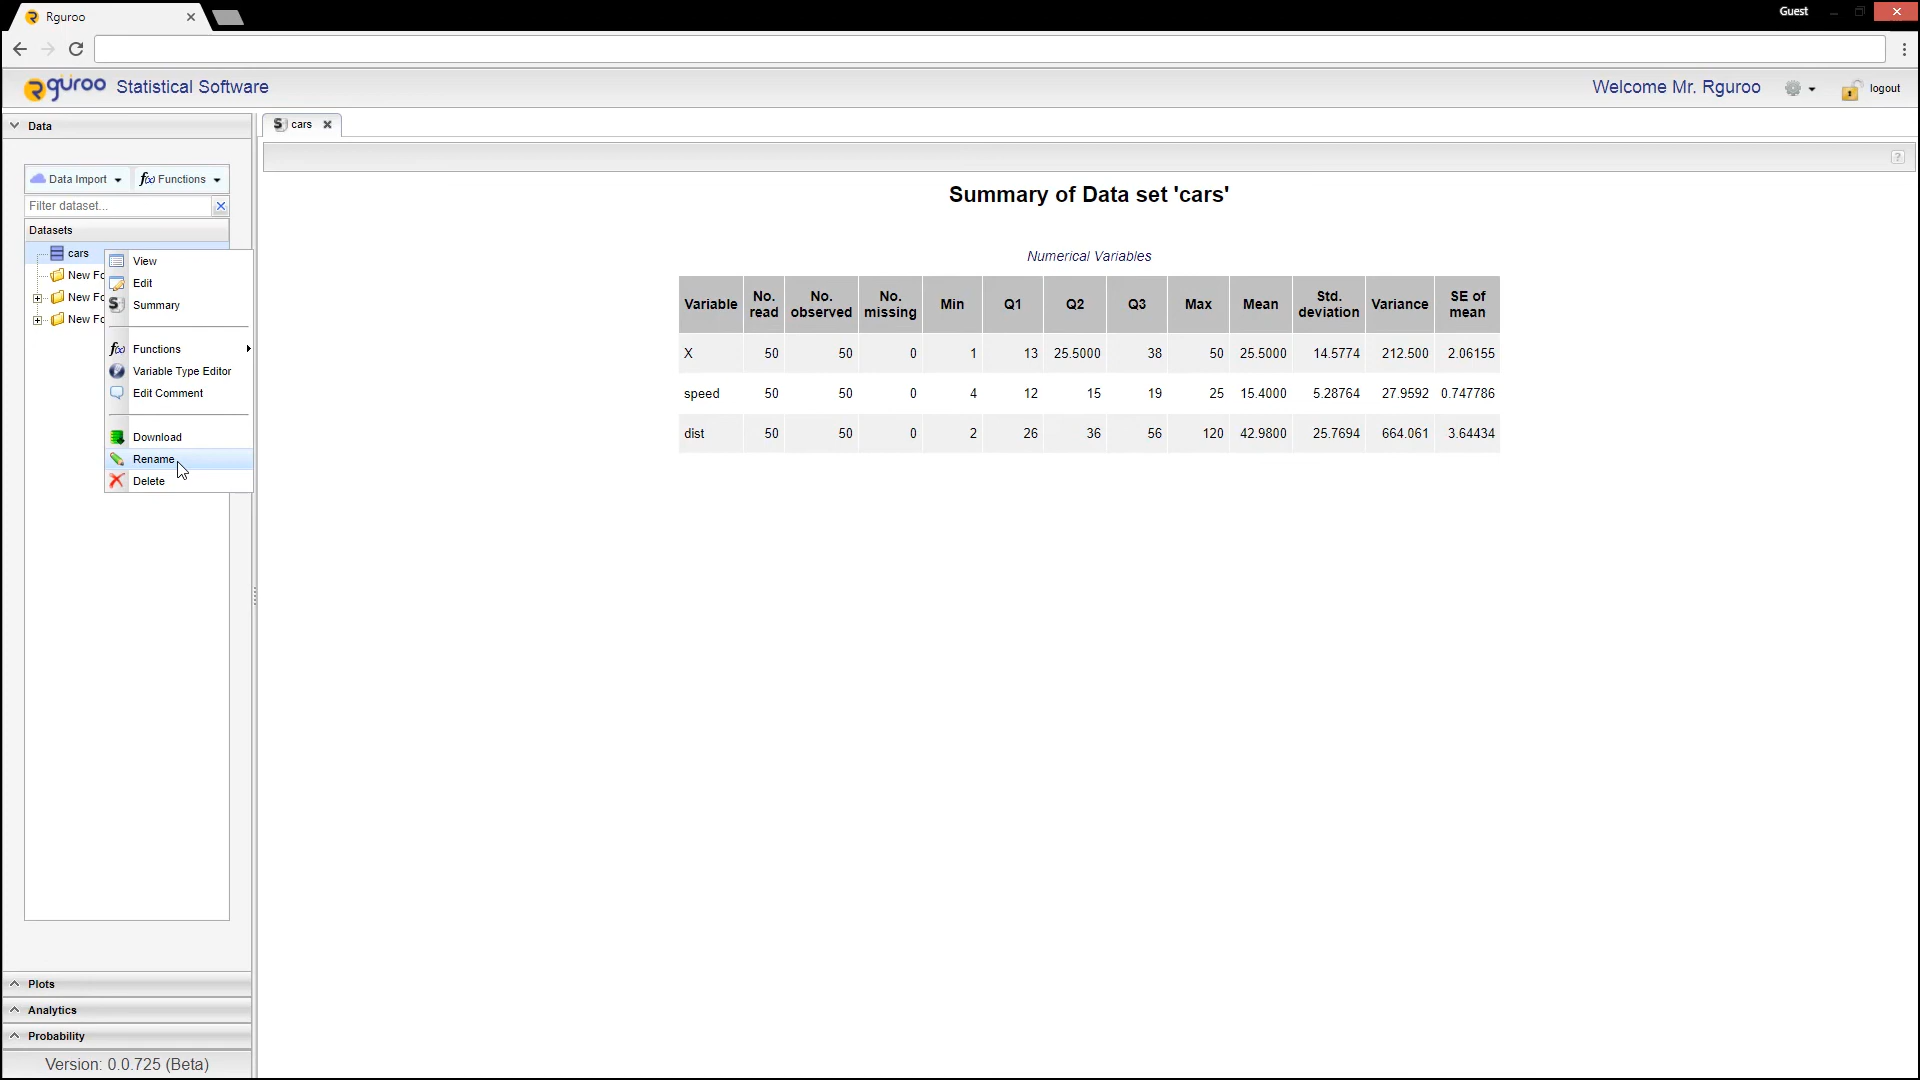 Rguroo
Guest
rguroo Statistical Software
Welcome Mr. Rguroo
logout
Data
cars
Data Import
f(x) Functions
?
Filter dataset...
Datasets
cars
New Fo
New Fo
New Fo
View
Edit
Summary
f(x) Functions
Variable Type Editor
Edit Comment
Download
Rename
Delete
Summary of Data set 'cars'
Numerical Variables
Variable No. read No. observed No. missing Min Q1 Q2 Q3 Max Mean Std. deviation Variance SE of mean
X 50 50 0 1 13 25.5000 38 50 25.5000 14.5774 212.500 2.06155
speed 50 50 0 4 12 15 19 25 15.4000 5.28764 27.9592 0.747786
dist 50 50 0 2 26 36 56 120 42.9800 25.7694 664.061 3.64434
Plots
Analytics
Probability
Version: 0.0.725 (Beta)